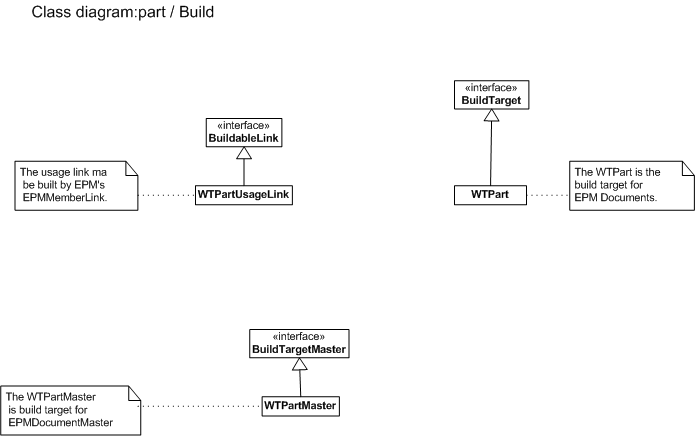 Class diagram:part / Build
«interface»
BuildTarget
«interface»
BuildableLink
The usage link ma
be built by EPM's
EPMMemberLink.
WTPartUsageLink
WTPart
The WTPart is the
build target for
EPM Documents.
«interface»
BuildTargetMaster
The WTPartMaster
is build target for
EPMDocumentMaster
WTPartMaster